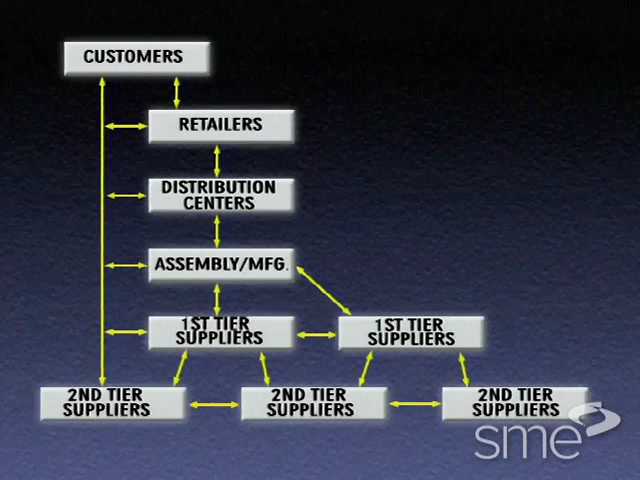 CUSTOMERS
RETAILERS
DISTRIBUTION
CENTERS
ASSEMBLY/MFG.
1ST TIER
SUPPLIERS
1ST TIER
SUPPLIERS
2ND TIER
SUPPLIERS
2ND TIER
SUPPLIERS
2ND TIER
SUPPLIERS
sme